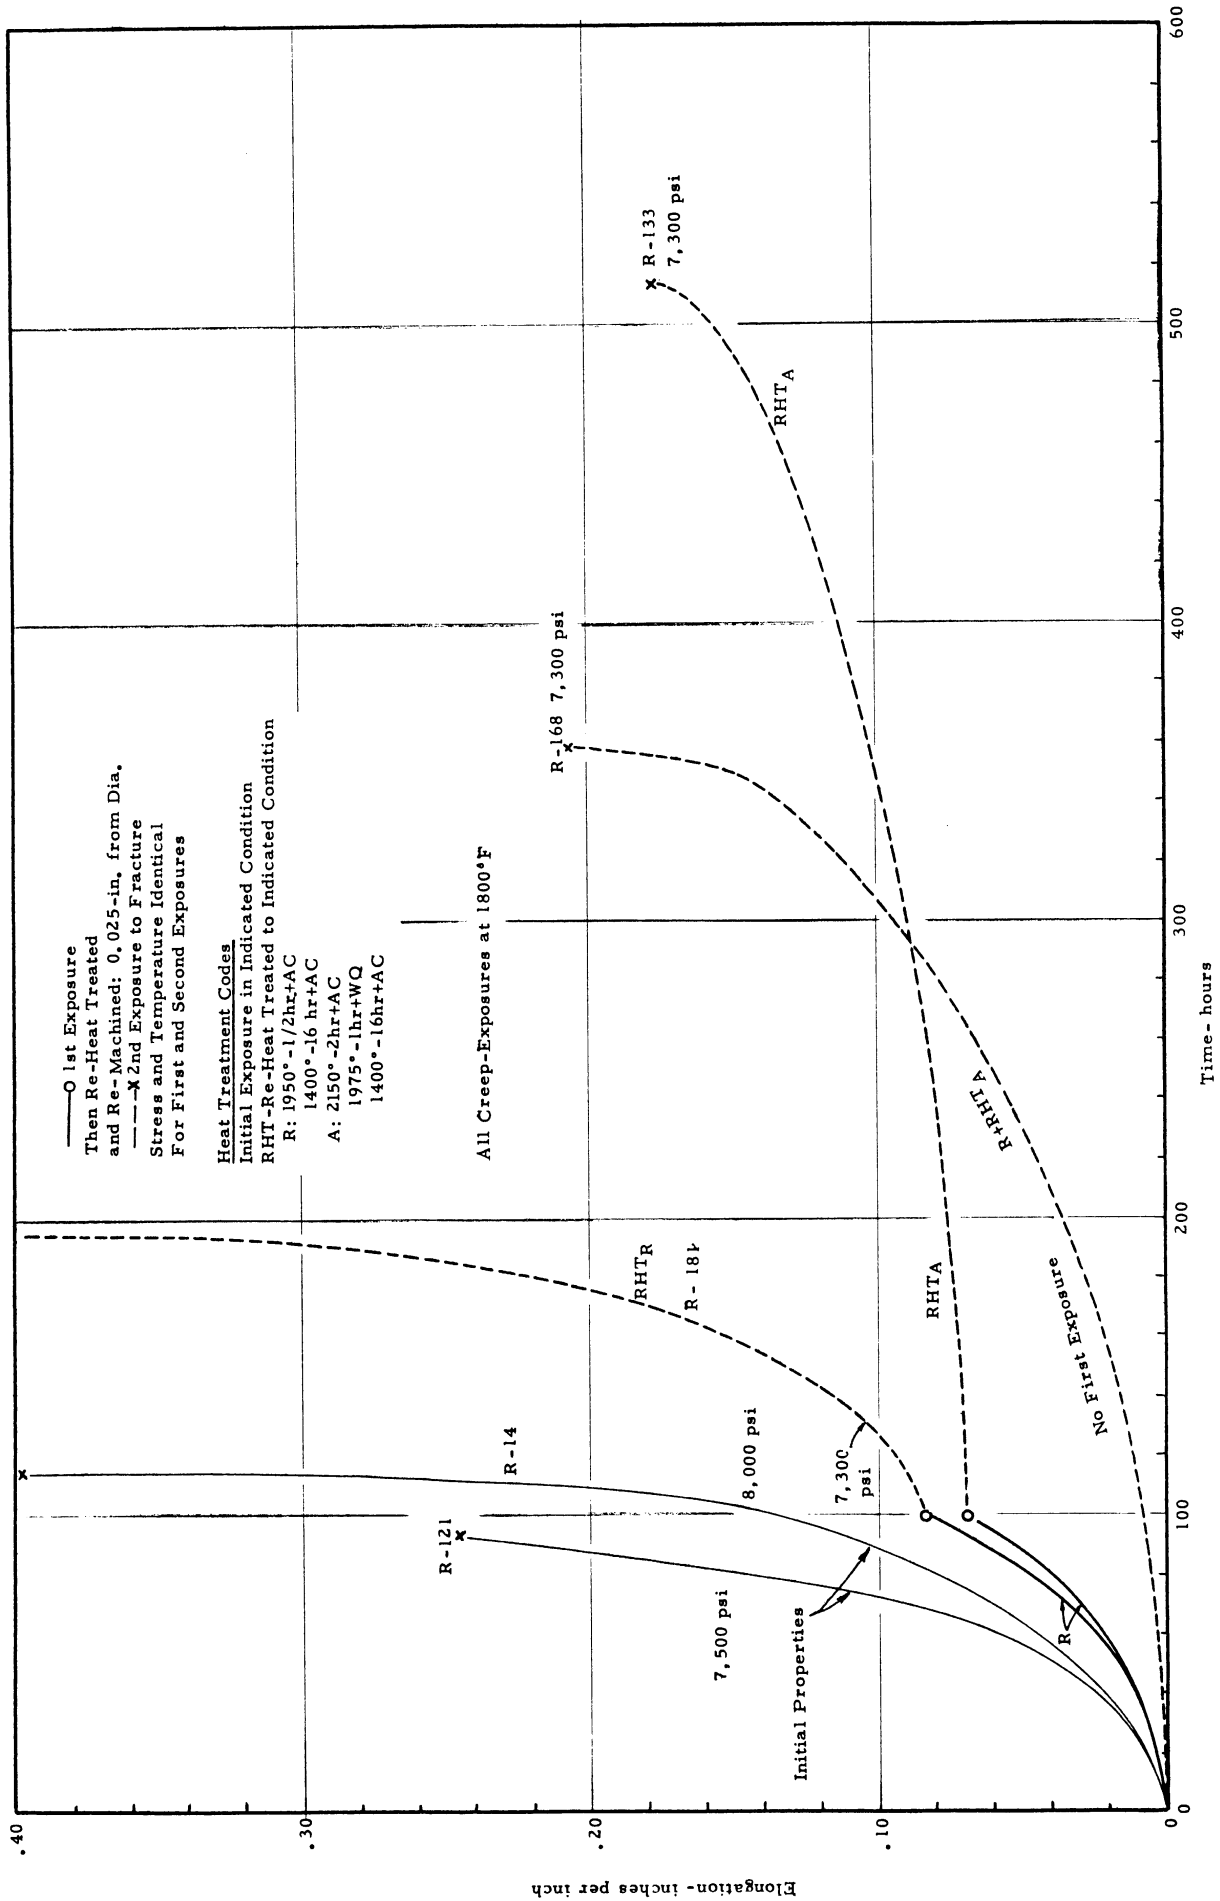 ——O 1st Exposure
Then Re-Heat Treated
and Re-Machined: 0.025-in. from Dia.
———x 2nd Exposure to Fracture
Stress and Temperature Identical
For First and Second Exposures
Heat Treatment Codes
Initial Exposure in Indicated Condition
RHT-Re-Heat Treated to Indicated Condition
R: 1950°-1/2hr+AC
1400°-16 hr+AC
A: 2150°-2hr+AC
1975°-1hr+WQ
1400°-16hr+AC
All Creep-Exposures at 1800°F
R-121
R-14
7,500 psi
8,000 psi
Initial Properties
R
7,300
psi
RHTR
R-181
RHTA
No First Exposure
R+RHTA
R-168 7,300 psi
RHTA
R-133
7,300 psi
.40
.30
.20
.10
0
Elongation-inches per inch
0
100
200
300
400
500
600
Time-hours